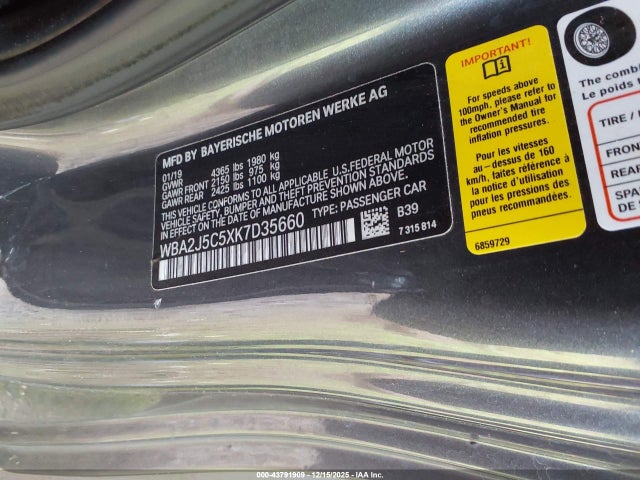 MFD BY BAYERISCHE MOTOREN WERKE AG
01/19 4365 lbs 1980 kg
GVWR
GAWR FRONT 2150 lbs 975 kg
GAWR REAR 2425 lbs 1100 kg
THIS VEHICLE CONFORMS TO ALL APPLICABLE U.S.FEDERAL MOTOR
VEHICLE SAFETY, BUMPER, AND THEFT PREVENTION STANDARDS
IN EFFECT ON THE DATE OF MANUFACTURE SHOWN ABOVE.
WBA2J5C5XK7D35660 TYPE: PASSENGER CAR
B39
7 315 814
IMPORTANT!
For speeds above
100mph, please refer to
the Owner's Manual for
recommended tire
inflation pressures.
Pour les vitesses
au-dessus de 160
km/h, faites référence à
la notice d'utilisation
pour les pressions des
pneus recommandées.
6859729
The comb
Le poids t
TIRE /
FRON
REAR
SPA
DE S
000-43791909 - 12/15/2025 - IAA Inc.